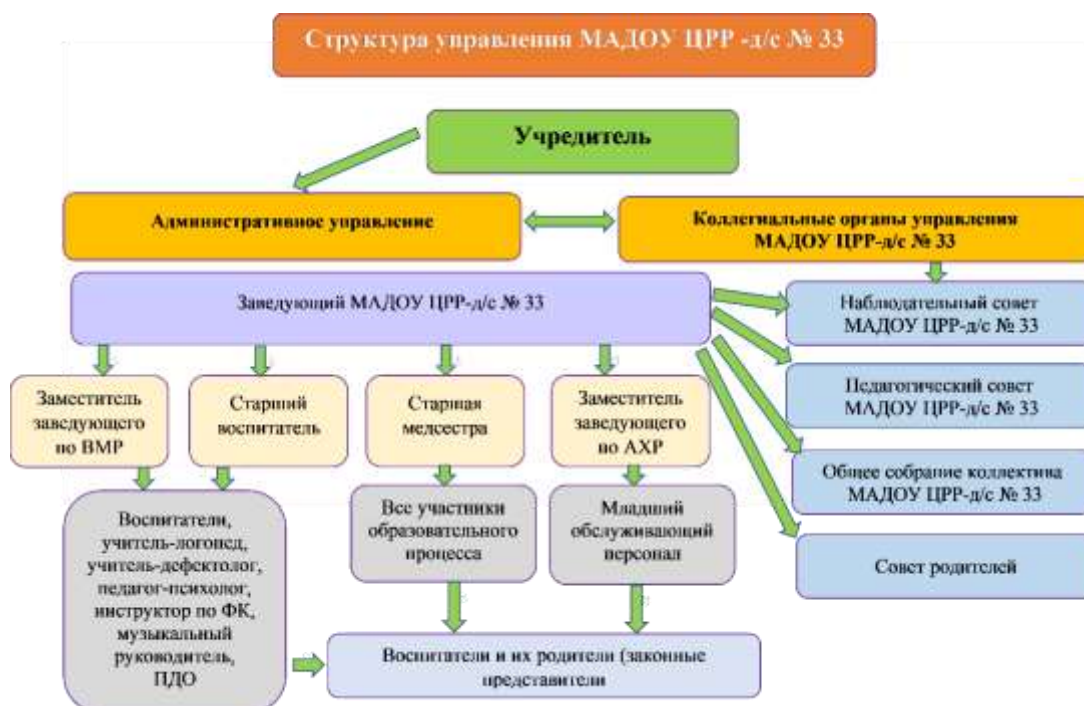 Структура управления МАДОУ ЦРР -д/с № 33
Учредитель
Административное управление
Коллегиальные органы управления
МАДОУ ЦРР-д/с № 33
Заведующий МАДОУ ЦРР-д/с № 33
Наблюдательный совет
МАДОУ ЦРР-д/с № 33
Заместитель
заведующего
по ВМР
Старший
воспитатель
Старшая
медсестра
Заместитель
заведующего
по АХР
Педагогический совет
МАДОУ ЦРР-д/с № 33
Общее собрание коллектива
МАДОУ ЦРР-д/с № 33
Воспитатели,
учитель-логопед,
учитель-дефектолог,
педагог-психолог,
инструктор по ФК,
музыкальный
руководитель,
ПДО
Все участники
образовательного
процесса
Младший
обслуживающий
персонал
Совет родителей
Воспитатели и их родители (законные
представители